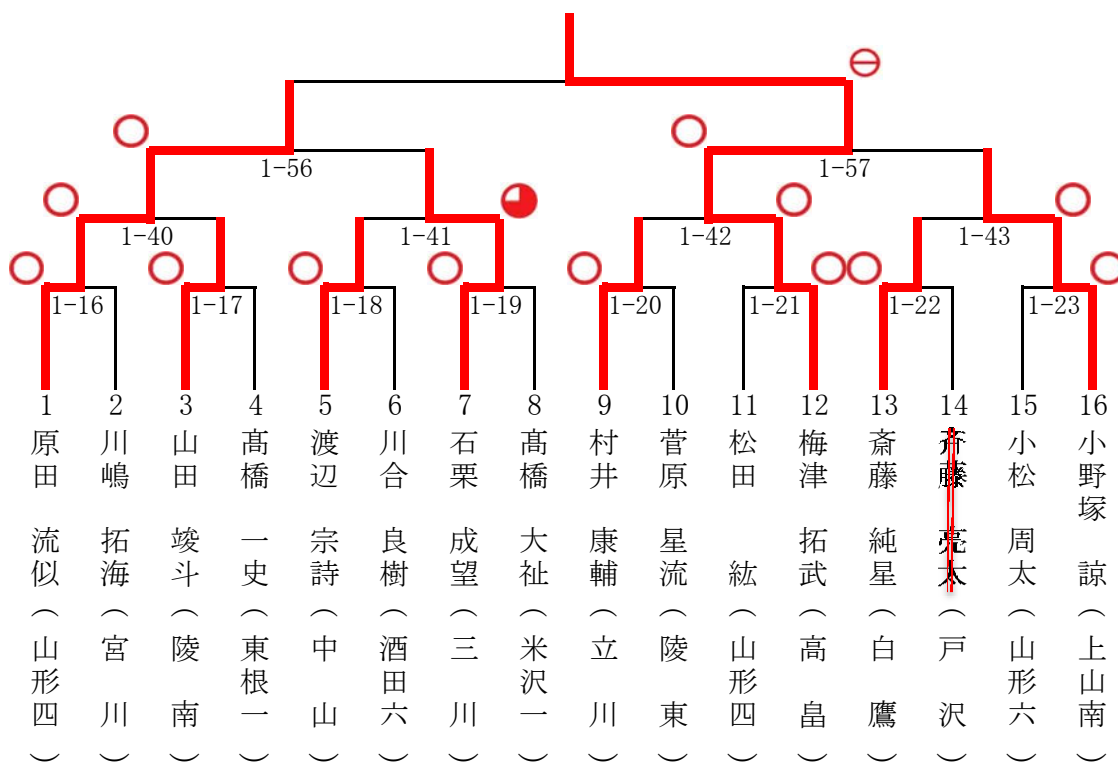 1-56
1-57
1-40
1-41
1-42
1-43
1-16
1-17
1-18
1-19
1-20
1-21
1-22
1-23
1
2
3
4
5
6
7
8
9
10
11
12
13
14
15
16
原田 流似(山形四)
川嶋 拓海(宮川)
山田 竣斗(陵南)
髙橋 一史(東根一)
渡辺 宗詩(中山)
川合 良樹(酒田六)
石栗 成望(三川)
髙橋 大祉(米沢一)
村井 康輔(立川)
菅原 星流(陵東)
松田 紘(山形四)
梅津 拓武(高畠)
斎藤 純星(白鷹)
斉藤 亮太(戸沢)
小松 周太(山形六)
小野塚 諒(上山南)